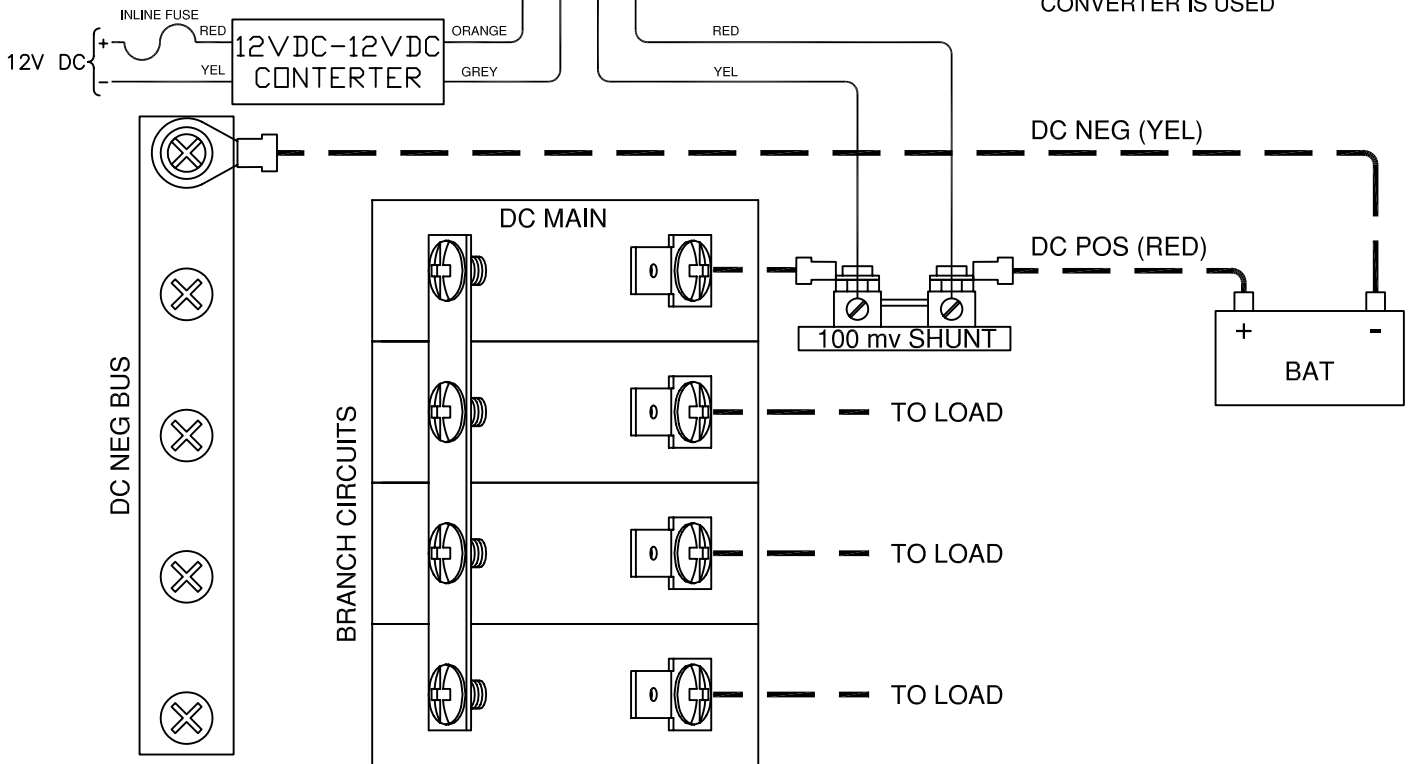 CONVERTER IS USED
INLINE FUSE
12V DC
+
-
RED
YEL
12VDC-12VDC
CONTERTER
ORANGE
GREY
RED
YEL
DC NEG (YEL)
DC MAIN
DC POS (RED)
100 mv SHUNT
+
-
BAT
DC NEG BUS
BRANCH CIRCUITS
TO LOAD
TO LOAD
TO LOAD